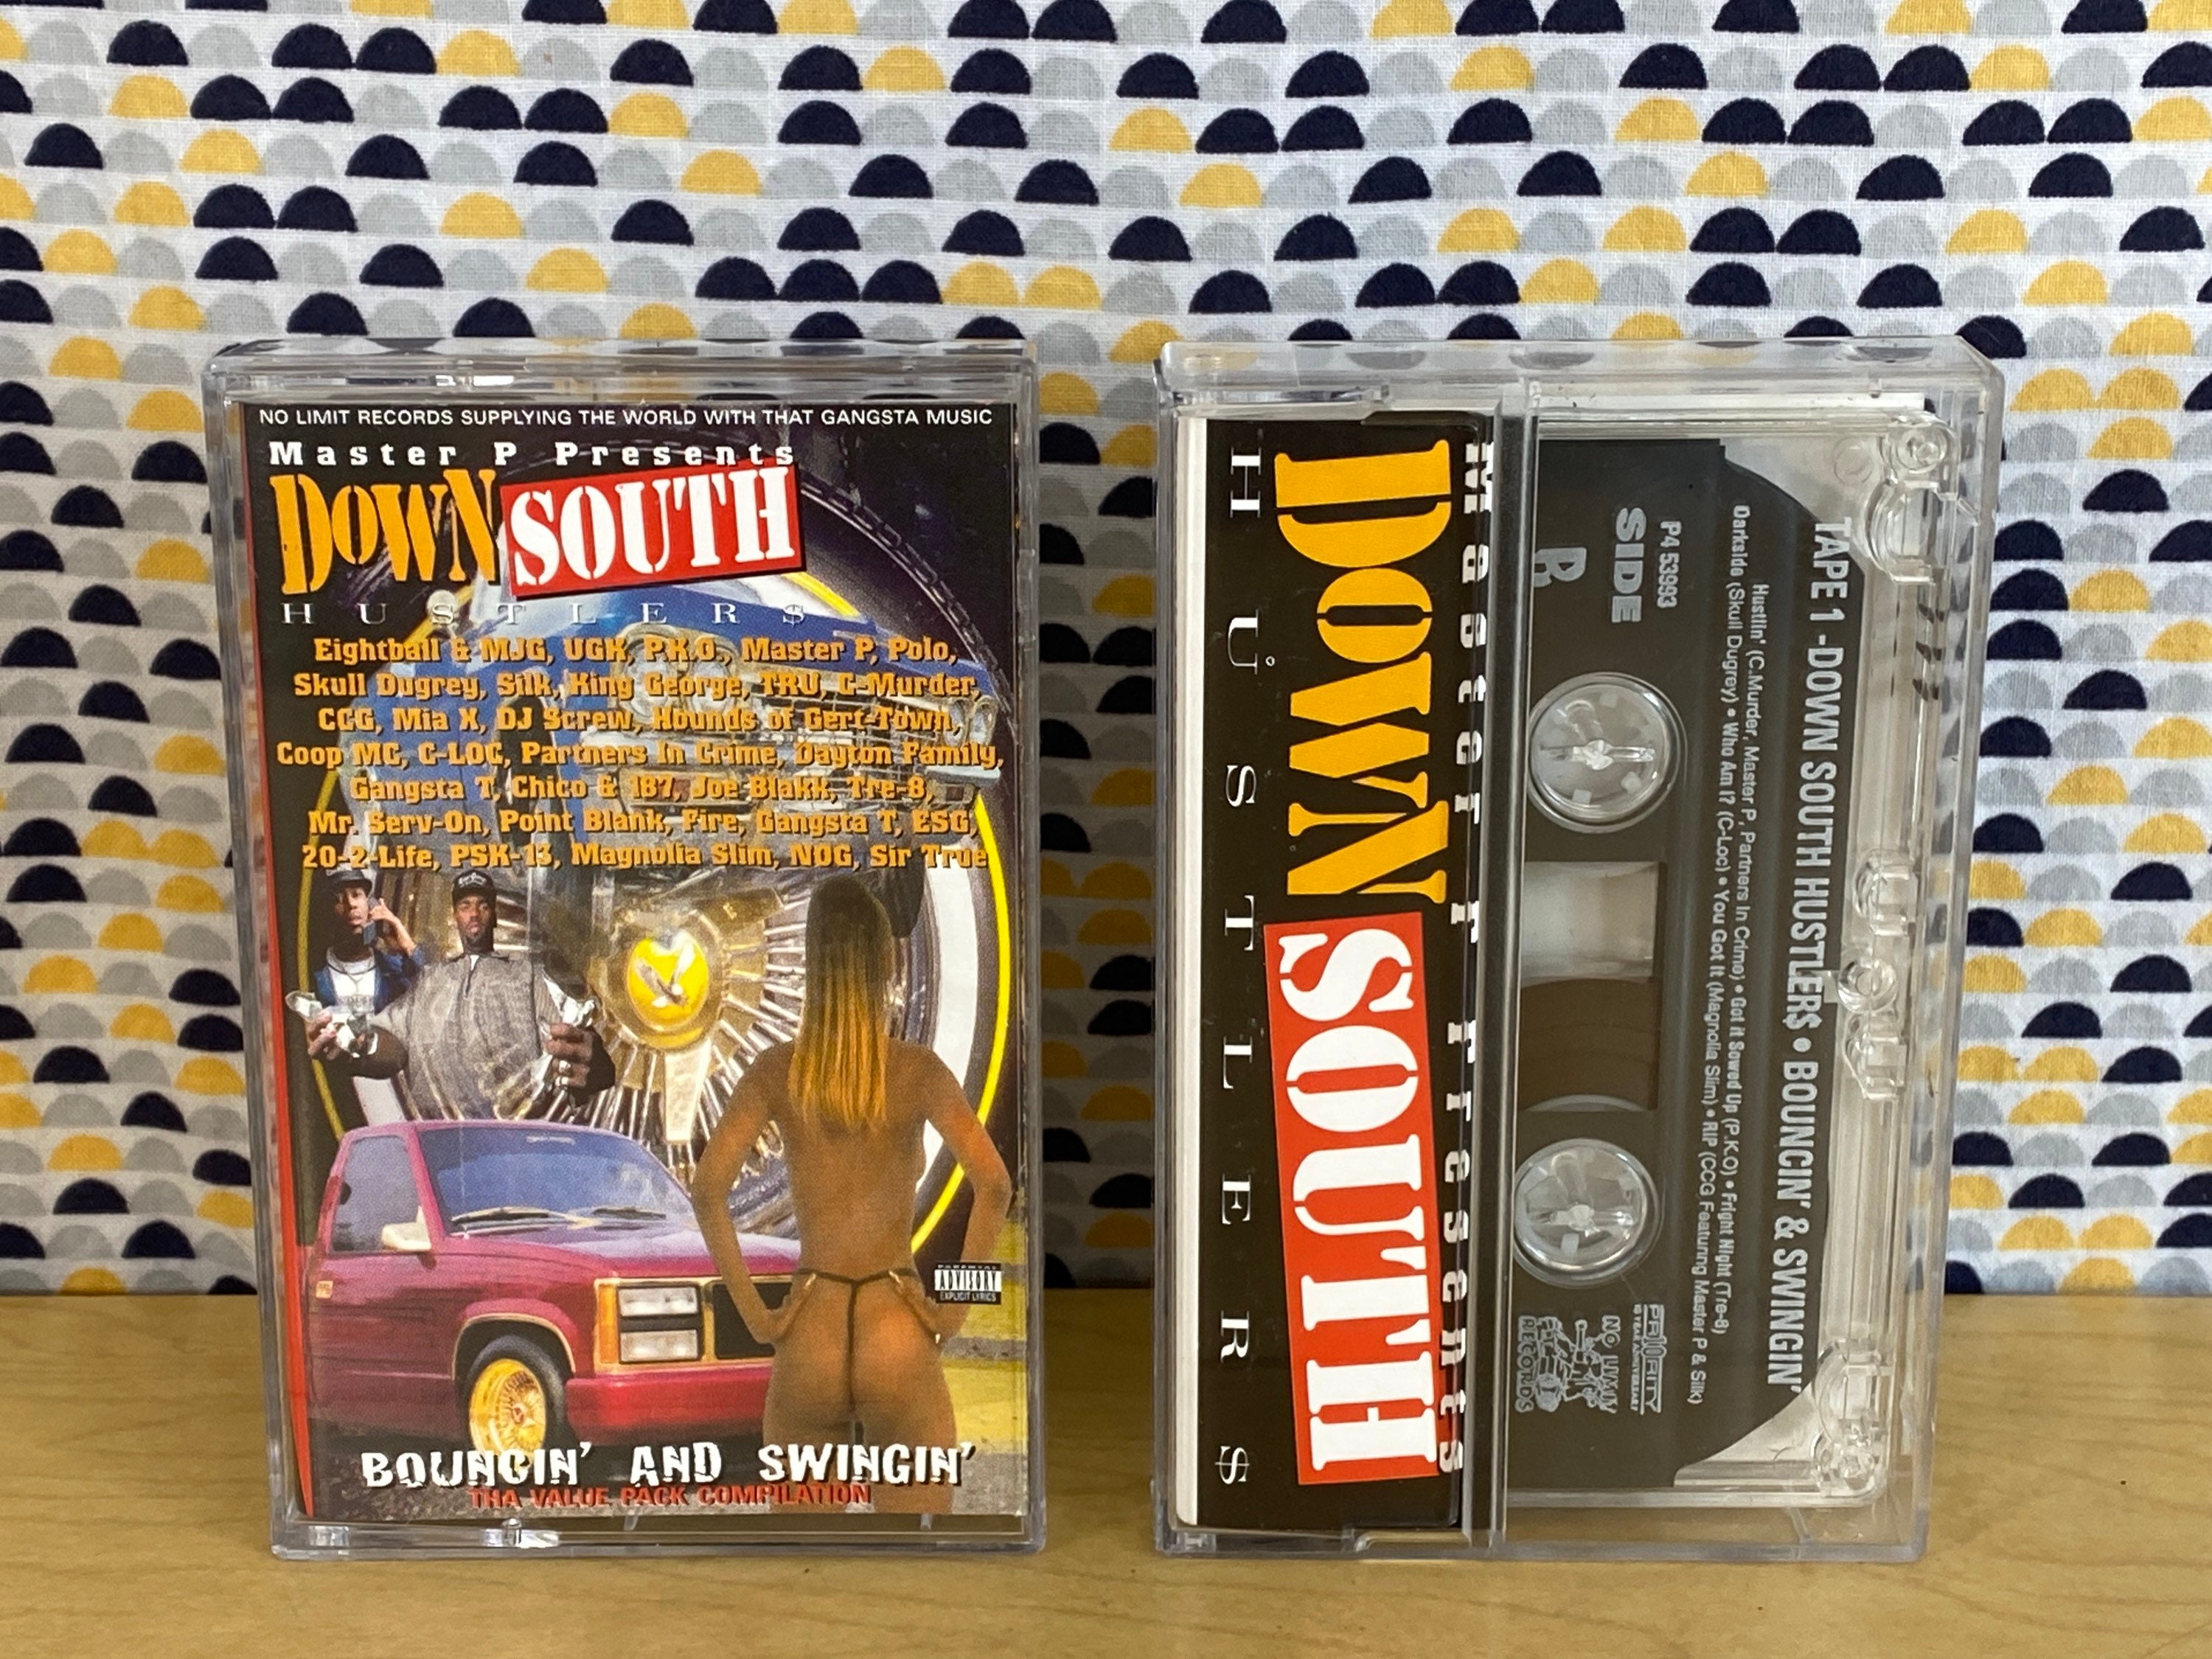 NO LIMIT RECORDS SUPPLYING THE WORLD WITH THAT GANGSTA MUSIC
Master P Presents
DOWN SOUTH
HUSTLER$
Eightball & MJG, UGK, P.K.O., Master P, Polo,
Skull Dugrey, Silk, King George, TRU, C-Murder,
CCG, Mia X, DJ Screw, Hounds of Gert-Town,
Coop MC, C-LOC, Partners In Crime, Dayton Family,
Gangsta T, Chico & 187, Joe Blakk, Tre-8,
Mr. Serv-On, Point Blank, Fire, Gangsta T, ESG,
20-2-Life, PSK-13, Magnolia Slim, NØG, Sir True
PARENTAL
ADVISORY
EXPLICIT LYRICS
BOUNCIN' AND SWINGIN'
THA VALUE PACK COMPILATION
Master P Presents
DOWN SOUTH
HUSTLER$
TAPE 1 - DOWN SOUTH HUSTLER$ • BOUNCIN' & SWINGIN'
Hustlin' (C.Murder, Master P, Partners In Crime) • Got it Sowed Up (P.K.O) • Fright Night (Tre-8)
Darkside (Skull Dugrey) • Who Am I? (C-Loc) • You Got It (Magnolia Slim) • RIP (CCG Featuring Master P & Silk)
P4 53993
SIDE
B
PRIORITY
10 YEAR ANNIVERSARY
NO LIMIT
RECORDS